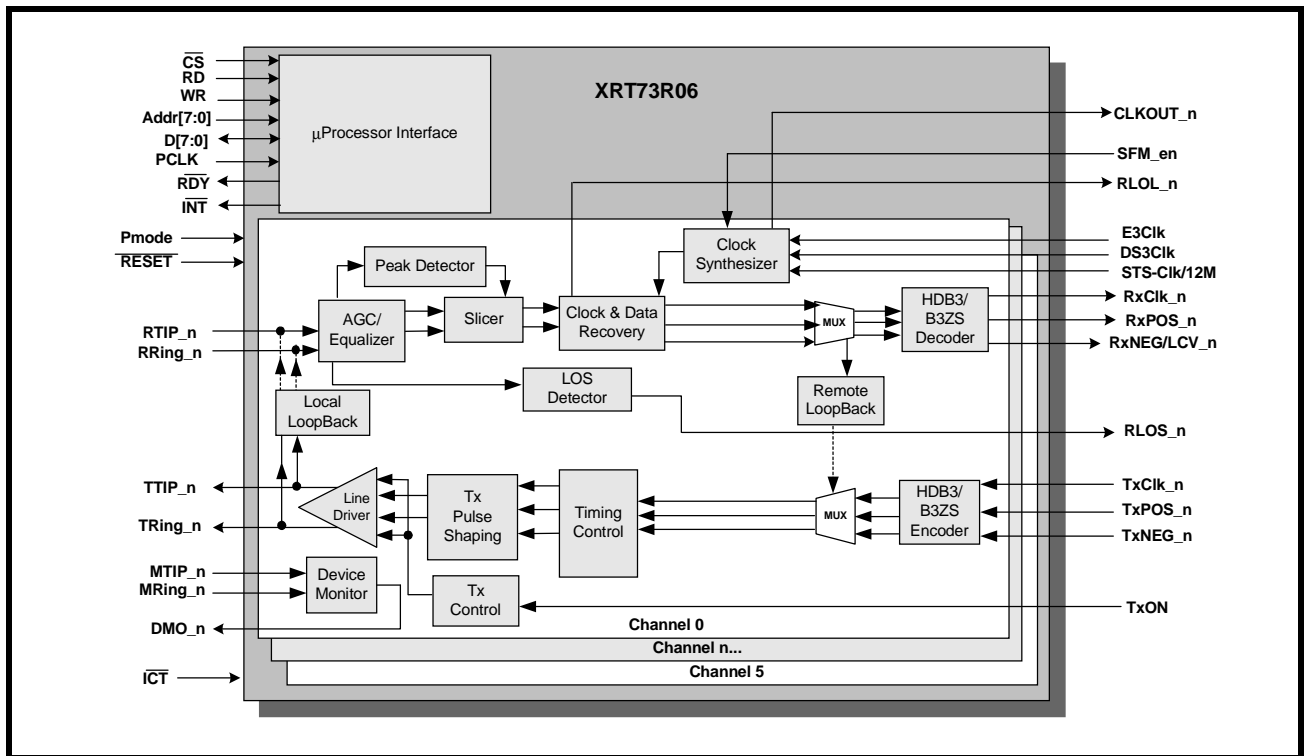 XRT73R06
CS
RD
WR
Addr[7:0]
D[7:0]
PCLK
RDY
INT
Pmode
RESET
RTIP_n
RRing_n
TTIP_n
TRing_n
MTIP_n
MRing_n
DMO_n
ICT
µProcessor Interface
Peak Detector
AGC/
Equalizer
Slicer
Clock & Data
Recovery
Clock
Synthesizer
MUX
HDB3/
B3ZS
Decoder
LOS
Detector
Remote
LoopBack
Local
LoopBack
Line
Driver
Tx
Pulse
Shaping
Timing
Control
MUX
HDB3/
B3ZS
Encoder
Device
Monitor
Tx
Control
Channel 0
Channel n...
Channel 5
CLKOUT_n
SFM_en
RLOL_n
E3Clk
DS3Clk
STS-Clk/12M
RxClk_n
RxPOS_n
RxNEG/LCV_n
RLOS_n
TxClk_n
TxPOS_n
TxNEG_n
TxON